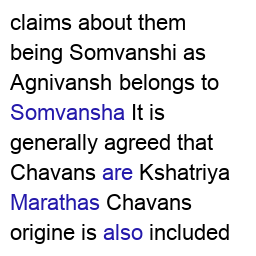 claims about them
being Somvanshi as
Agnivansh belongs to
Somvansha It is
generally agreed that
Chavans are Kshatriya
Marathas Chavans
origine is also included